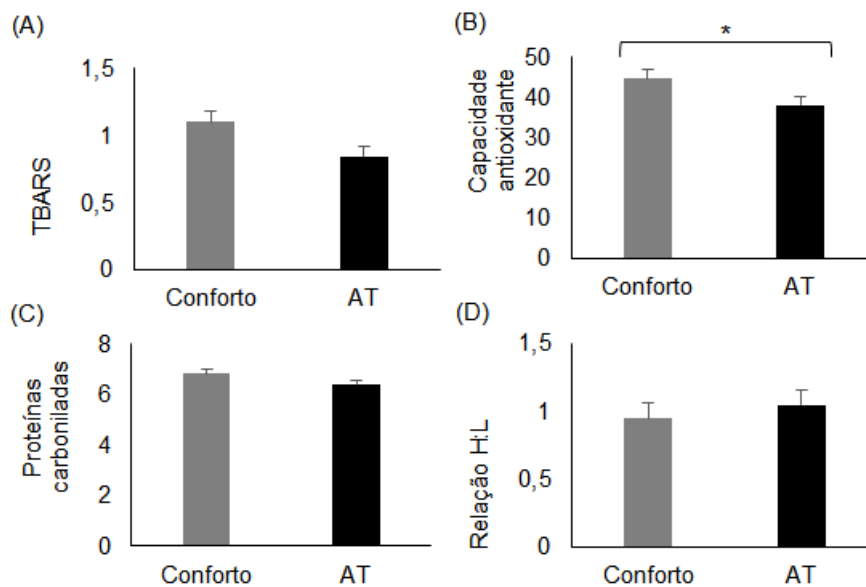 (A)
TBARS
1,5
1
0,5
0
Conforto AT
(B)
*
Capacidade
antioxidante
50
40
30
20
10
0
Conforto AT
(C)
Proteínas
carboniladas
8
6
4
2
0
Conforto AT
(D)
Relação H:L
1,5
1
0,5
0
Conforto AT